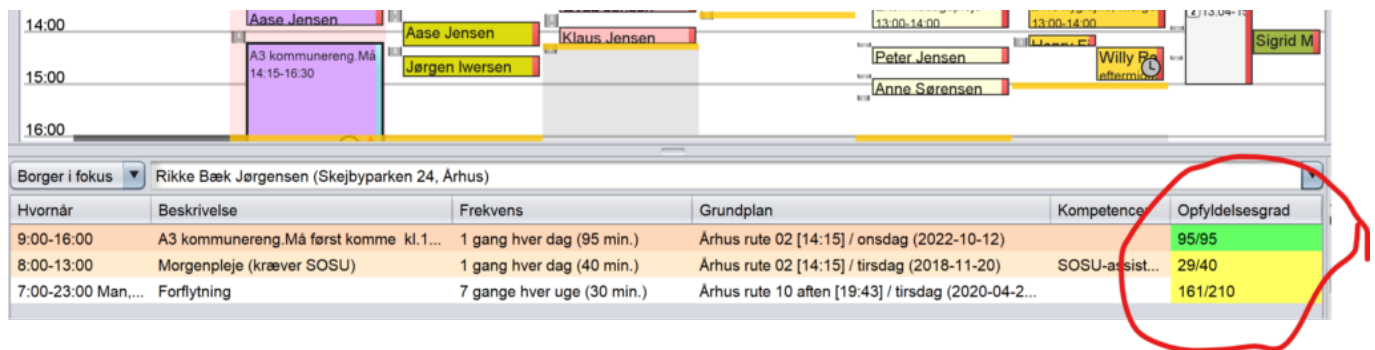 Aase Jensen
13:00-14:00
13:00-14:00
14:00
Aase Jensen
Klaus Jensen
Sigrid M
A3 kommunereng.Må
14:15-16:30
Jørgen Iwersen
Peter Jensen
Willy
15:00
Anne Sørensen
16:00
Borger i fokus
Rikke Bæk Jørgensen (Skejbyparken 24, Århus)
Hvornår Beskrivelse Frekvens Grundplan Kompetencer Opfyldelsesgrad
9:00-16:00 A3 kommunereng.Må først komme kl.1... 1 gang hver dag (95 min.) Århus rute 02 [14:15] / onsdag (2022-10-12) 95/95
8:00-13:00 Morgenpleje (kræver SOSU) 1 gang hver dag (40 min.) Århus rute 02 [14:15] / tirsdag (2018-11-20) SOSU-assist... 29/40
7:00-23:00 Man,... Forflytning 7 gange hver uge (30 min.) Århus rute 10 aften [19:43] / tirsdag (2020-04-2... 161/210